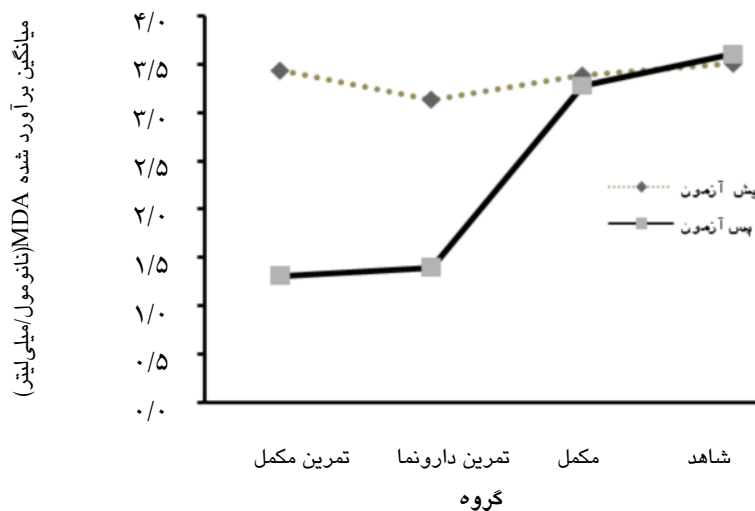 میانگین برآورد شده MDA(نانومول/میلی‌لیتر)
۴/۰
۳/۵
۳/۰
۲/۵
۲/۰
۱/۵
۱/۰
۰/۵
۰/۰
پیش آزمون
پس آزمون
تمرین مکمل
تمرین دارونما
مکمل
شاهد
گروه